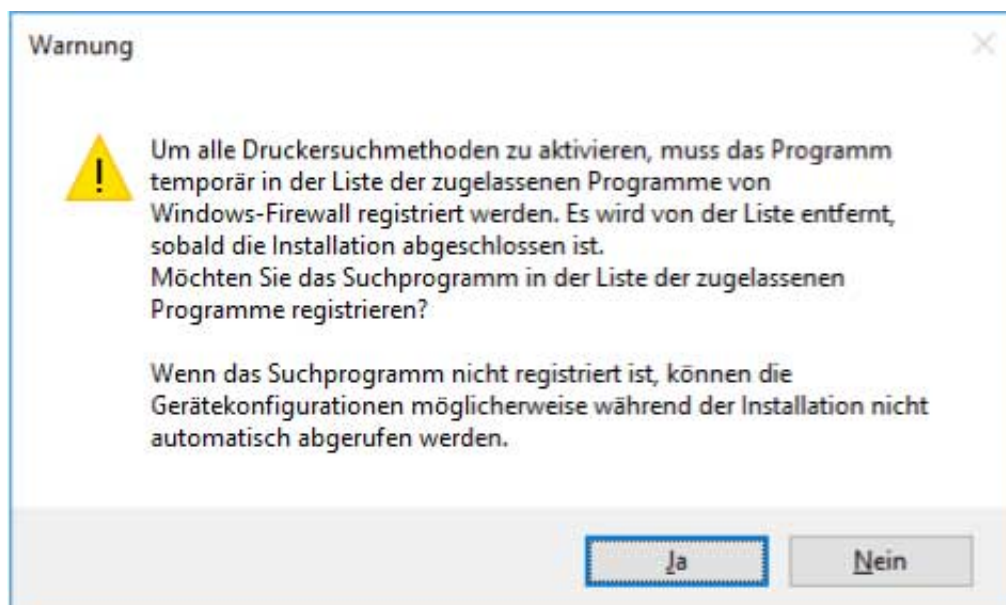 Warnung
Um alle Druckersuchmethoden zu aktivieren, muss das Programm
temporär in der Liste der zugelassenen Programme von
Windows-Firewall registriert werden. Es wird von der Liste entfernt,
sobald die Installation abgeschlossen ist.
Möchten Sie das Suchprogramm in der Liste der zugelassenen
Programme registrieren?
Wenn das Suchprogramm nicht registriert ist, können die
Gerätekonfigurationen möglicherweise während der Installation nicht
automatisch abgerufen werden.
Ja
Nein